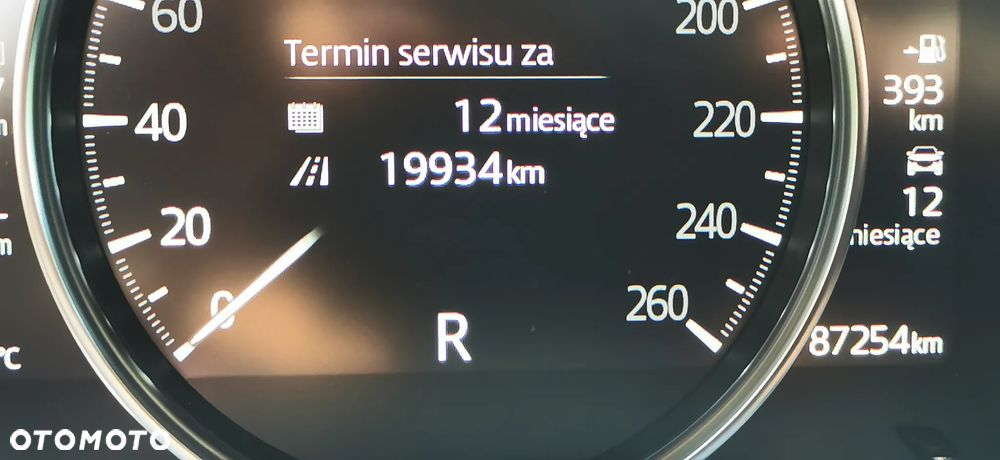 60
200
Termin serwisu za
393
km
40
12 miesiące
220
19934 km
12
20
240
miesiące
0
260
R
87254 km
°C
OTOMOTO